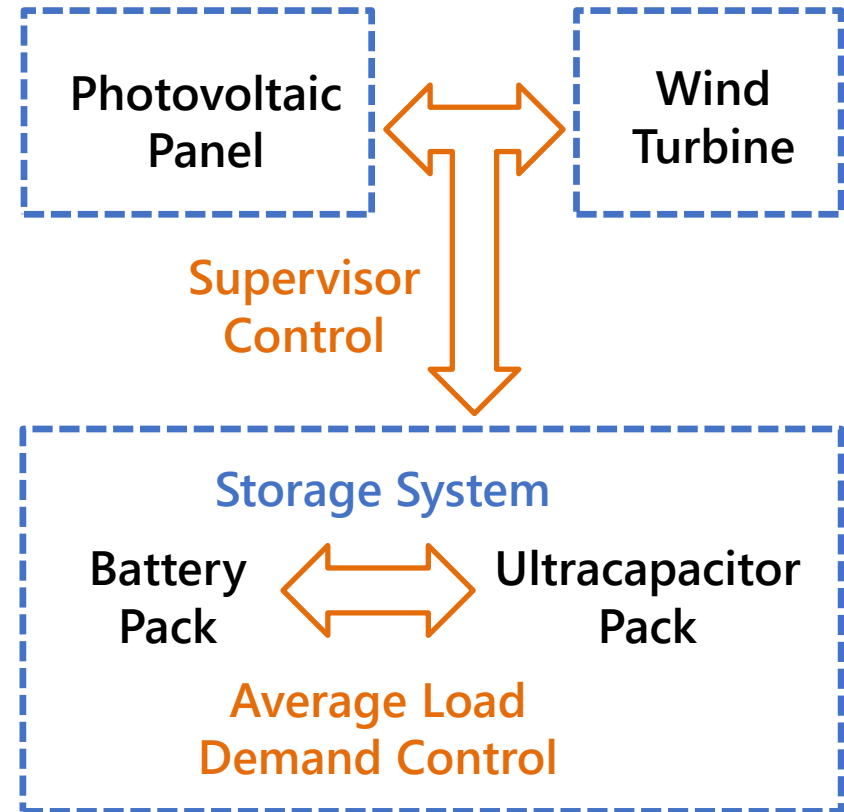 Photovoltaic
Panel
Wind
Turbine
Supervisor
Control
Storage System
Battery
Pack
Ultracapacitor
Pack
Average Load
Demand Control